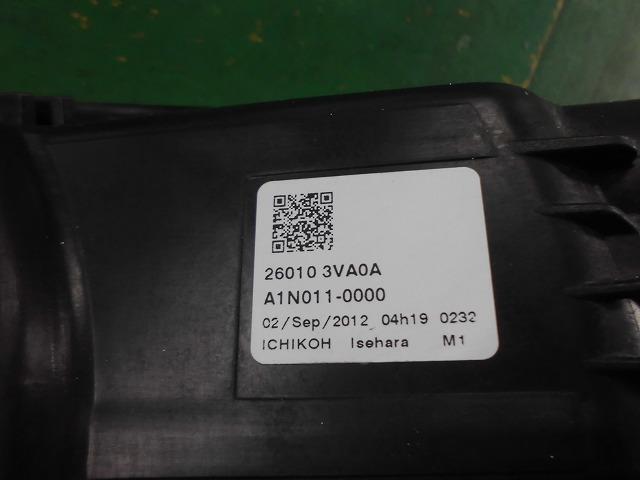 26010 3VA0A
A1N011-0000
02/Sep/2012 04h19 0232
ICHIKOH Isehara M1